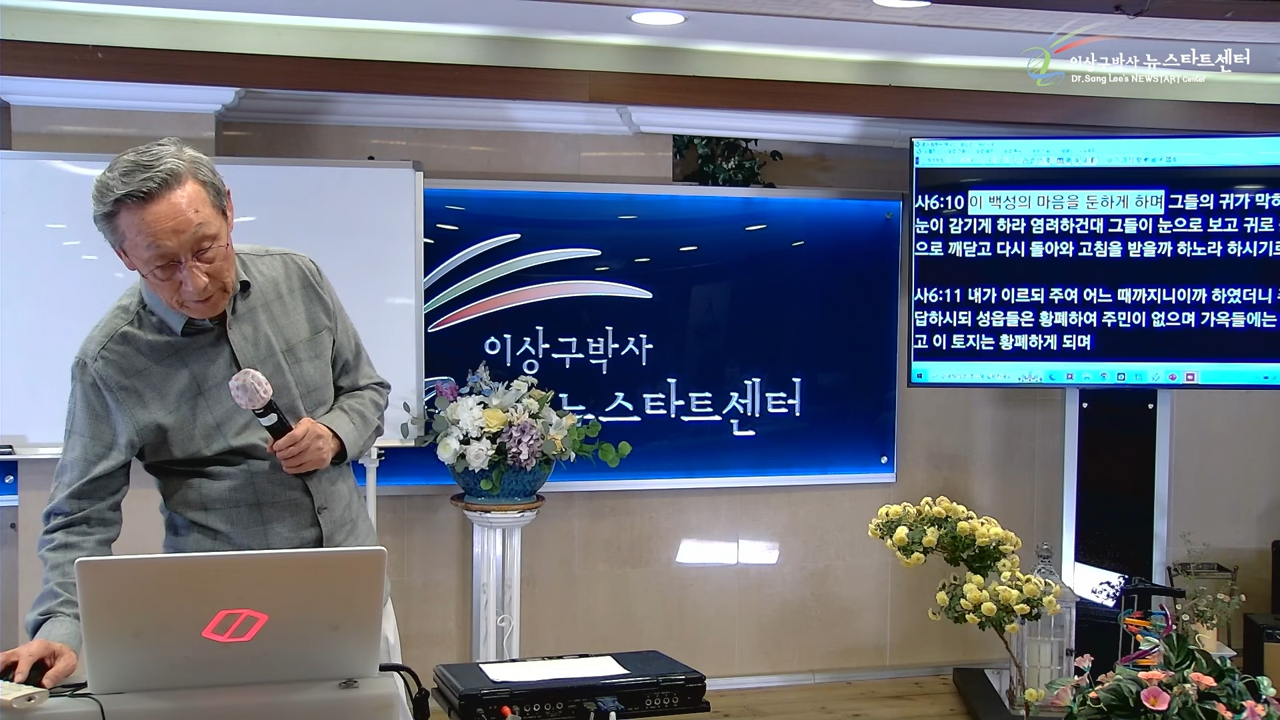 이상구박사 뉴스타트센터
Dr.Sang Lee's NEWSTART Center
사6:10 이 백성의 마음을 둔하게 하며 그들의 귀가 막히
눈이 감기게 하라 염려하건대 그들이 눈으로 보고 귀로
으로 깨닫고 다시 돌아와 고침을 받을까 하노라 하시기로
사6:11 내가 이르되 주여 어느 때까지니이까 하였더니
답하시되 성읍들은 황폐하여 주민이 없으며 가옥들에는
고 이 토지는 황폐하게 되며
이상구박사
뉴스타트센터